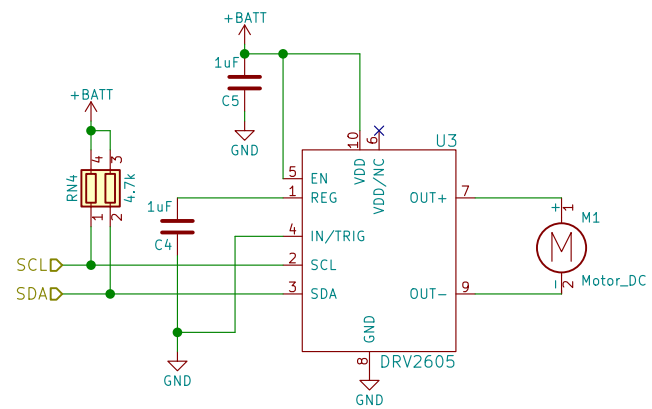 +BATT
1uF
C5
GND
+BATT
RN4
4
3
4.7k
1
2
10
6
U3
VDD
VDD/NC
5
EN
1
REG
OUT+
7
1uF
C4
4
IN/TRIG
+
1
M1
M
SCL
2
SCL
Motor_DC
SDA
3
SDA
OUT-
9
-
2
GND
8
DRV2605
GND
GND